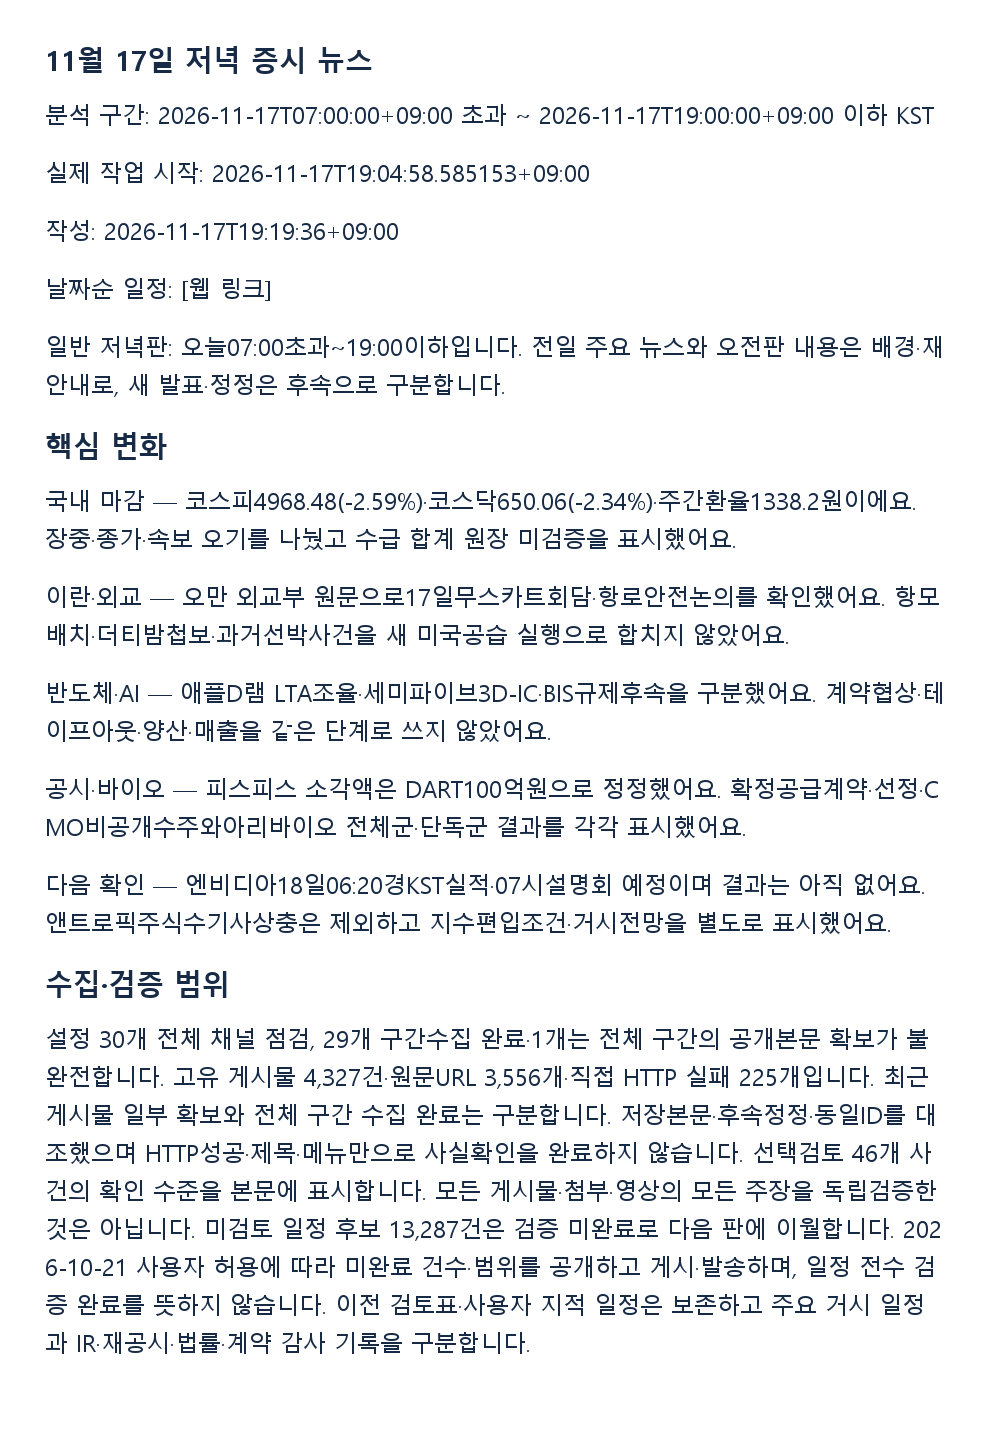 11월 17일 저녁 증시 뉴스
분석 구간: 2026-11-17T07:00:00+09:00 초과 ~ 2026-11-17T19:00:00+09:00 이하 KST
실제 작업 시작: 2026-11-17T19:04:58.585153+09:00
작성: 2026-11-17T19:19:36+09:00
날짜순 일정: [웹 링크]
일반 저녁판: 오늘07:00초과~19:00이하입니다. 전일 주요 뉴스와 오전판 내용은 배경·재
안내로, 새 발표·정정은 후속으로 구분합니다.
핵심 변화
국내 마감 — 코스피4968.48(-2.59%)·코스닥650.06(-2.34%)·주간환율1338.2원이에요.
장중·종가·속보 오기를 나눴고 수급 합계 원장 미검증을 표시했어요.
이란·외교 — 오만 외교부 원문으로17일무스카트회담·항로안전논의를 확인했어요. 항모
배치·더티밤첩보·과거선박사건을 새 미국공습 실행으로 합치지 않았어요.
반도체·AI — 애플D램 LTA조율·세미파이브3D-IC·BIS규제후속을 구분했어요. 계약협상·테
이프아웃·양산·매출을 같은 단계로 쓰지 않았어요.
공시·바이오 — 피스피스 소각액은 DART100억원으로 정정했어요. 확정공급계약·선정·C
MO비공개수주와아리바이오 전체군·단독군 결과를 각각 표시했어요.
다음 확인 — 엔비디아18일06:20경KST실적·07시설명회 예정이며 결과는 아직 없어요.
앤트로픽주식수기사상충은 제외하고 지수편입조건·거시전망을 별도로 표시했어요.
수집·검증 범위
설정 30개 전체 채널 점검, 29개 구간수집 완료·1개는 전체 구간의 공개본문 확보가 불
완전합니다. 고유 게시물 4,327건·원문URL 3,556개·직접 HTTP 실패 225개입니다. 최근
게시물 일부 확보와 전체 구간 수집 완료는 구분합니다. 저장본문·후속정정·동일ID를 대
조했으며 HTTP성공·제목·메뉴만으로 사실확인을 완료하지 않습니다. 선택검토 46개 사
건의 확인 수준을 본문에 표시합니다. 모든 게시물·첨부·영상의 모든 주장을 독립검증한
것은 아닙니다. 미검토 일정 후보 13,287건은 검증 미완료로 다음 판에 이월합니다. 202
6-10-21 사용자 허용에 따라 미완료 건수·범위를 공개하고 게시·발송하며, 일정 전수 검
증 완료를 뜻하지 않습니다. 이전 검토표·사용자 지적 일정은 보존하고 주요 거시 일정
과 IR·재공시·법률·계약 감사 기록을 구분합니다.